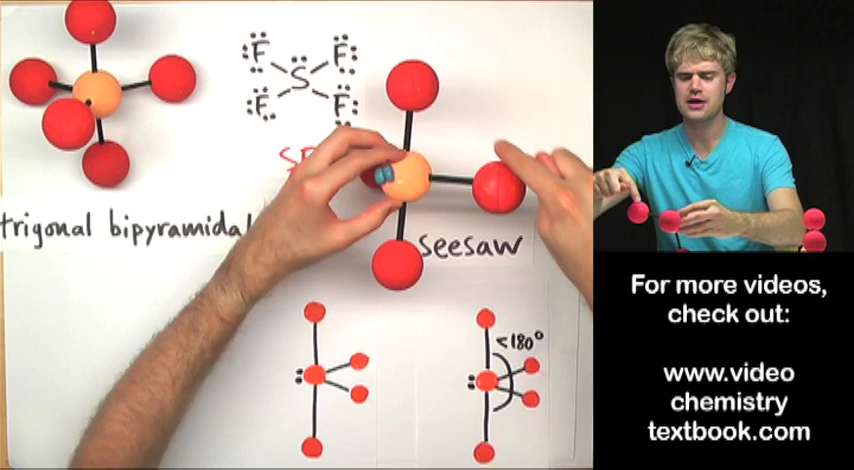 F F
S
F F
trigonal bipyramidal
seesaw
<180°
For more videos,
check out:
www.video
chemistry
textbook.com